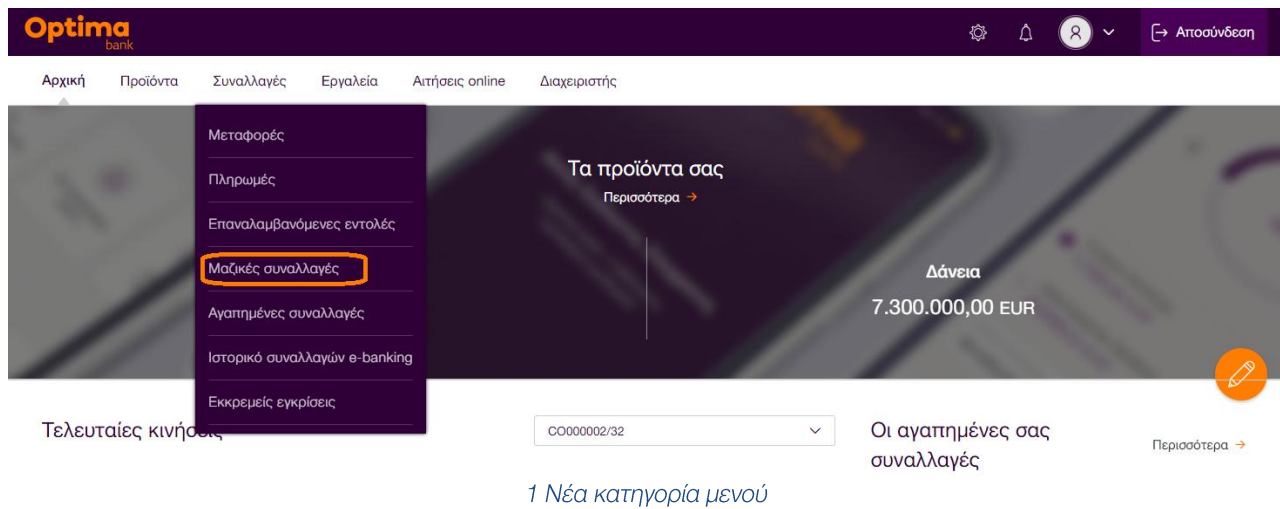 Optima
bank
Αποσύνδεση
Αρχική Προϊόντα Συναλλαγές Εργαλεία Αιτήσεις online Διαχειριστής
Μεταφορές
Πληρωμές
Επαναλαμβανόμενες εντολές
Μαζικές συναλλαγές
Αγαπημένες συναλλαγές
Ιστορικό συναλλαγών e-banking
Εκκρεμείς εγκρίσεις
Τα προϊόντα σας
Περισσότερα →
Δάνεια
7.300.000,00 EUR
Τελευταίες κινήσεις
CO000002/32
Οι αγαπημένες σας
συναλλαγές
Περισσότερα →
1 Νέα κατηγορία μενού